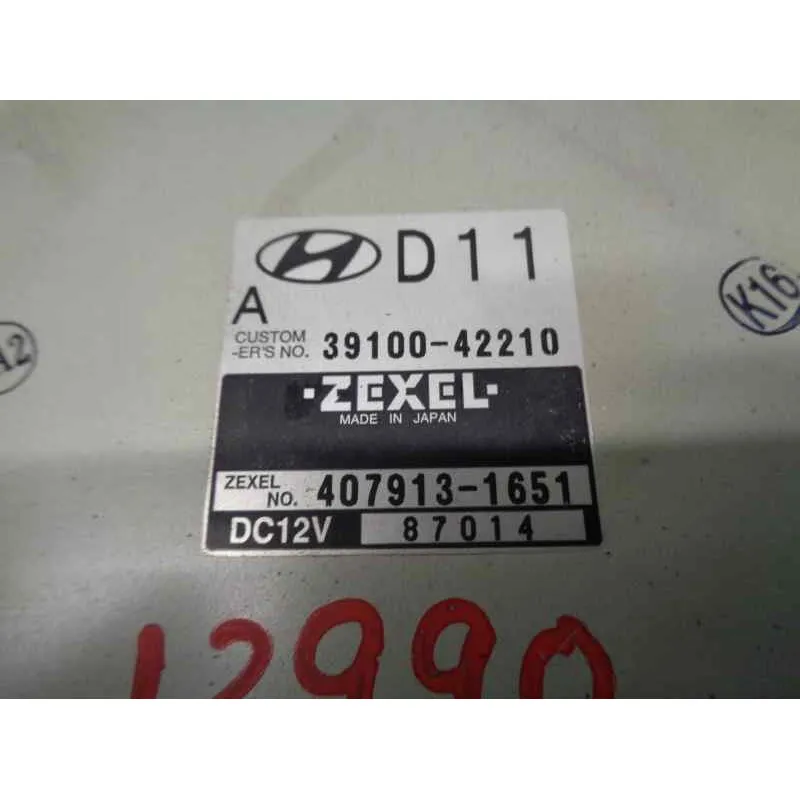 D11
A
CUSTOM
-ER'S NO. 39100-42210
·ZEXEL·
MADE IN JAPAN
ZEXEL
NO. 407913-1651
DC12V 87014
K16
A2
12990